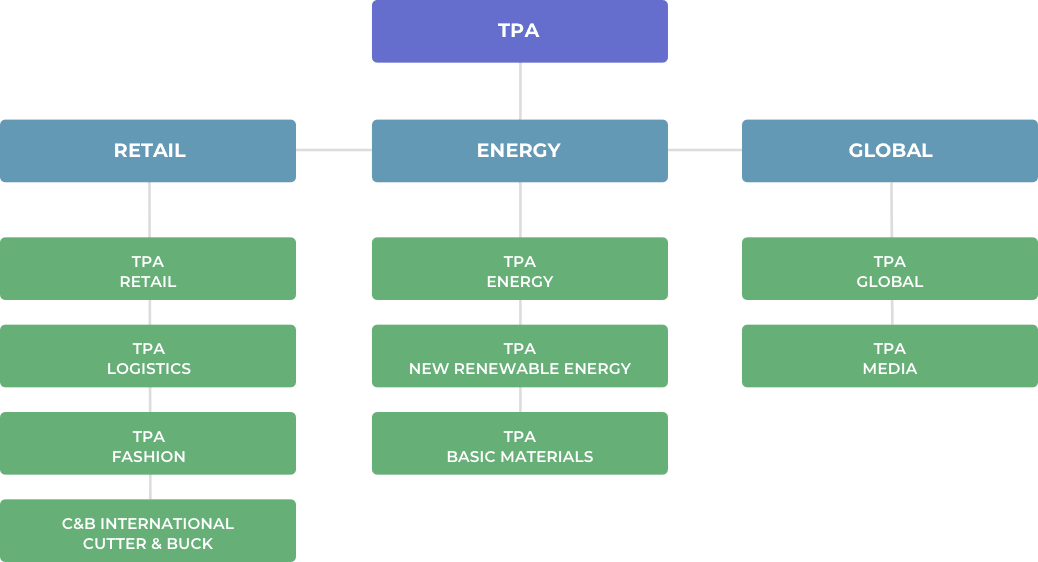 TPA
RETAIL
ENERGY
GLOBAL
TPA
RETAIL
TPA
LOGISTICS
TPA
FASHION
C&B INTERNATIONAL
CUTTER & BUCK
TPA
ENERGY
TPA
NEW RENEWABLE ENERGY
TPA
BASIC MATERIALS
TPA
GLOBAL
TPA
MEDIA